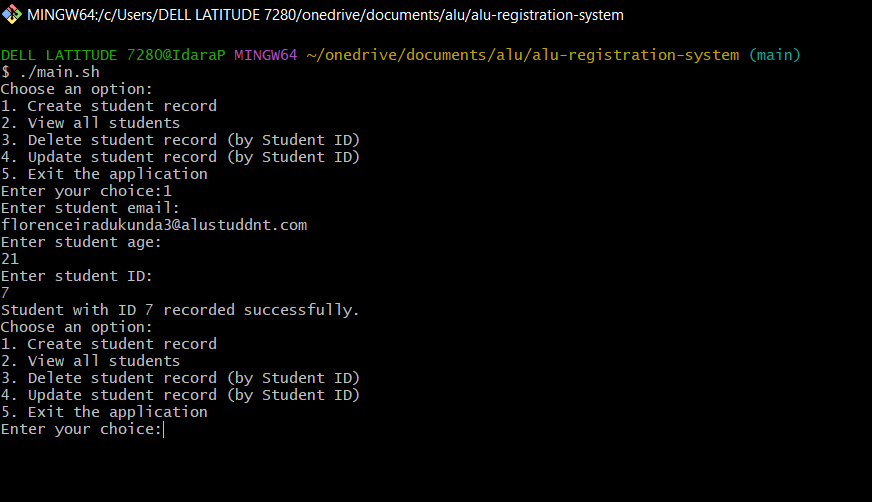 MINGW64:/c/Users/DELL LATITUDE 7280/onedrive/documents/alu/alu-registration-system
DELL LATITUDE 7280@IdaraP MINGW64 ~/onedrive/documents/alu/alu-registration-system (main)
$ ./main.sh
Choose an option:
1. Create student record
2. View all students
3. Delete student record (by Student ID)
4. Update student record (by Student ID)
5. Exit the application
Enter your choice:1
Enter student email:
florenceiradukunda3@alustuddnt.com
Enter student age:
21
Enter student ID:
7
Student with ID 7 recorded successfully.
Choose an option:
1. Create student record
2. View all students
3. Delete student record (by Student ID)
4. Update student record (by Student ID)
5. Exit the application
Enter your choice: